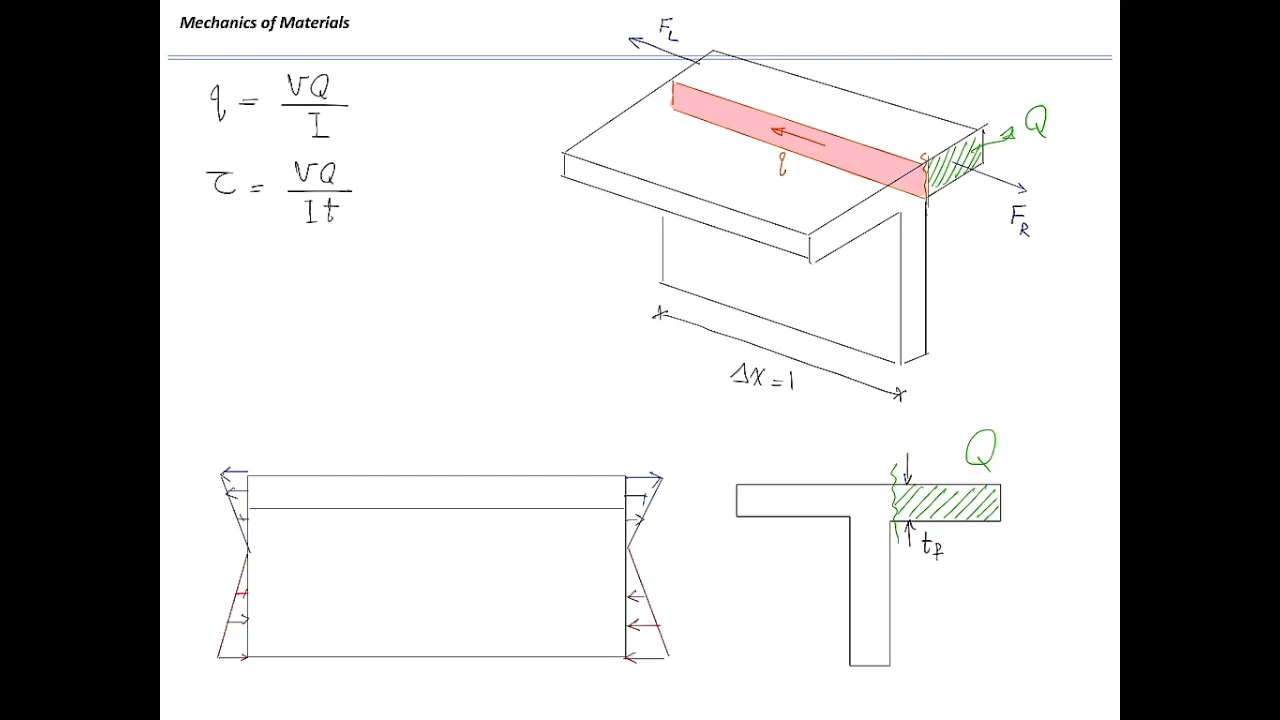 Mechanics of Materials
F_L
q = VQ/I
Q
τ = VQ/It
q
F_R
Δx=1
Q
t_f